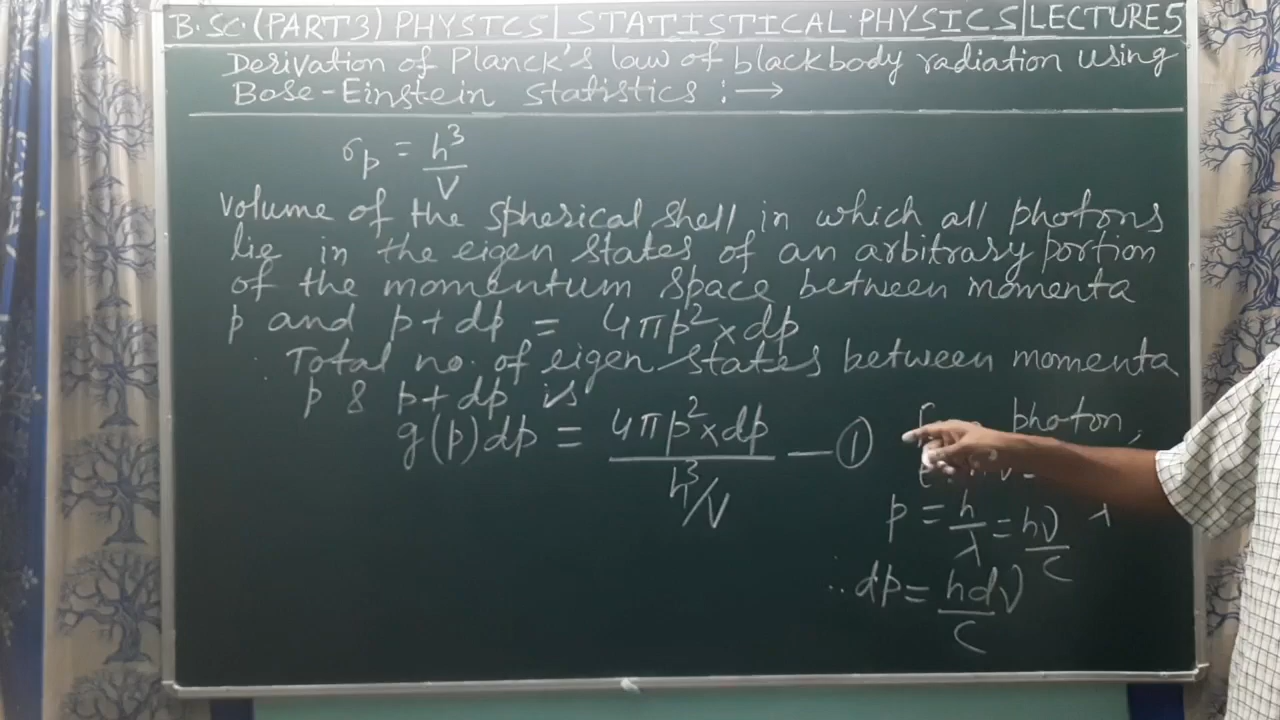 B.SC.(PART3) PHYSICS | STATISTICAL PHYSICS | LECTURE 5
Derivation of Planck's law of blackbody radiation using
Bose-Einstein statistics :→
σp = h³/V
Volume of the spherical shell in which all photons
lie in the eigen states of an arbitrary portion
of the momentum space between momenta
p and p+dp = 4πp²×dp
Total no. of eigen states between momenta
p & p+dp is
g(p)dp = 4πp²×dp / h³/V —①
photon,
p = h/λ = hν/c
∴ dp = hdν/c